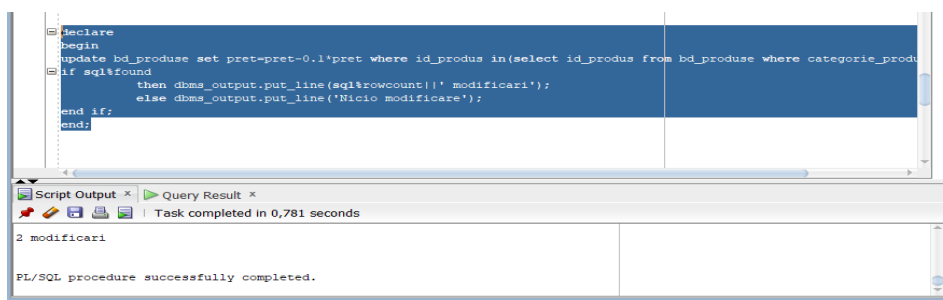 declare
begin
update bd_produse set pret=pret-0.1*pret where id_produs in(select id_produs from bd_produse where
if sql%found
then dbms_output.put_line(sql%rowcount||' modificari');
else dbms_output.put_line('Nicio modificare');
end if;
end;
Script Output × Query Result ×
Task completed in 0,781 seconds
2 modificari
PL/SQL procedure successfully completed.